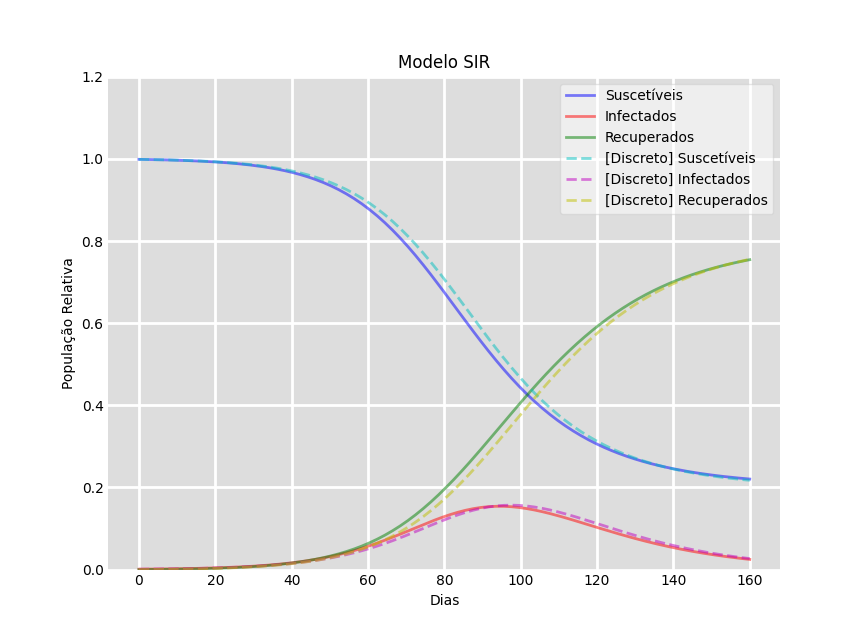 Modelo SIR
1.2
1.0
0.8
0.6
0.4
0.2
0.0
População Relativa
Suscetíveis
Infectados
Recuperados
[Discreto] Suscetíveis
[Discreto] Infectados
[Discreto] Recuperados
0 20 40 60 80 100 120 140 160
Dias